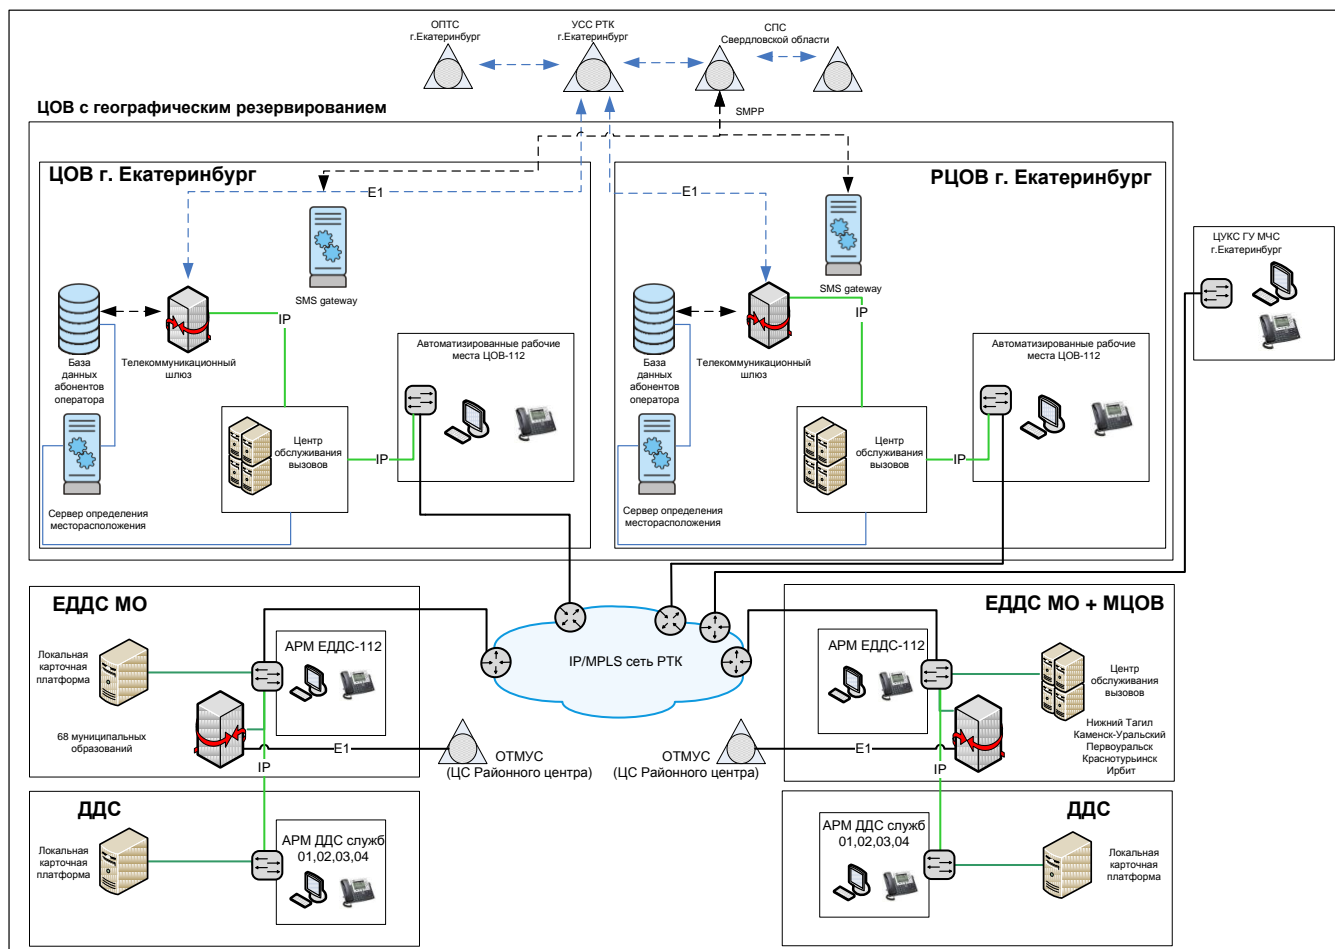 ОПТС
г.Екатеринбург
УСС РТК
г.Екатеринбург
СПС
Свердловской области
ЦОВ с географическим резервированием
SMPP
ЦОВ г. Екатеринбург
E1
SMS gateway
IP
База
данных
абонентов
оператора
Телекоммуникационный
шлюз
Автоматизированные рабочие
места ЦОВ-112
Центр
обслуживания
вызовов
IP
Сервер определения
месторасположения
РЦОВ г. Екатеринбург
E1
SMS gateway
IP
База
данных
абонентов
оператора
Телекоммуникационный
шлюз
Автоматизированные рабочие
места ЦОВ-112
Центр
обслуживания
вызовов
IP
Сервер определения
месторасположения
ЦУКС ГУ МЧС
г.Екатеринбург
ЕДДС МО
Локальная
карточная
платформа
АРМ ЕДДС-112
68 муниципальных
образований
E1
IP
IP/MPLS сеть РТК
ОТМУС
(ЦС Районного центра)
ОТМУС
(ЦС Районного центра)
ЕДДС МО + МЦОВ
АРМ ЕДДС-112
Центр
обслуживания
вызовов
Нижний Тагил
Каменск-Уральский
Первоуральск
Краснотурьинск
Ирбит
E1
IP
ДДС
Локальная
карточная
платформа
АРМ ДДС служб
01,02,03,04
ДДС
АРМ ДДС служб
01,02,03,04
Локальная
карточная
платформа